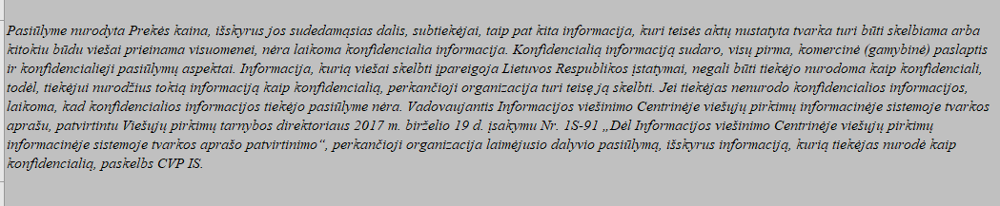 Pasiūlyme nurodyta Prekės kaina, išskyrus jos sudedamąsias dalis, subtiekėjai, taip pat kita informacija, kuri teisės aktų nustatyta tvarka turi būti skelbiama arba
kitokiu būdu viešai prieinama visuomenei, nėra laikoma konfidencialia informacija. Konfidencialią informaciją sudaro, visų pirma, komercinė (gamybinė) paslaptis
ir konfidencialieji pasiūlymų aspektai. Informacija, kurią viešai skelbti įpareigoja Lietuvos Respublikos įstatymai, negali būti tiekėjo nurodoma kaip konfidenciali,
todėl, tiekėjui nurodžius tokią informaciją kaip konfidencialią, perkančioji organizacija turi teisę ją skelbti. Jei tiekėjas nenurodo konfidencialios informacijos,
laikoma, kad konfidencialios informacijos tiekėjo pasiūlyme nėra. Vadovaujantis Informacijos viešinimo Centrinėje viešųjų pirkimų informacinėje sistemoje tvarkos
aprašu, patvirtintu Viešųjų pirkimų tarnybos direktoriaus 2017 m. birželio 19 d. įsakymu Nr. 1S-91 „Dėl Informacijos viešinimo Centrinėje viešųjų pirkimų
informacinėje sistemoje tvarkos aprašo patvirtinimo“, perkančioji organizacija laimėjusio dalyvio pasiūlymą, išskyrus informaciją, kurią tiekėjas nurodė kaip
konfidencialią, paskelbs CVP IS.